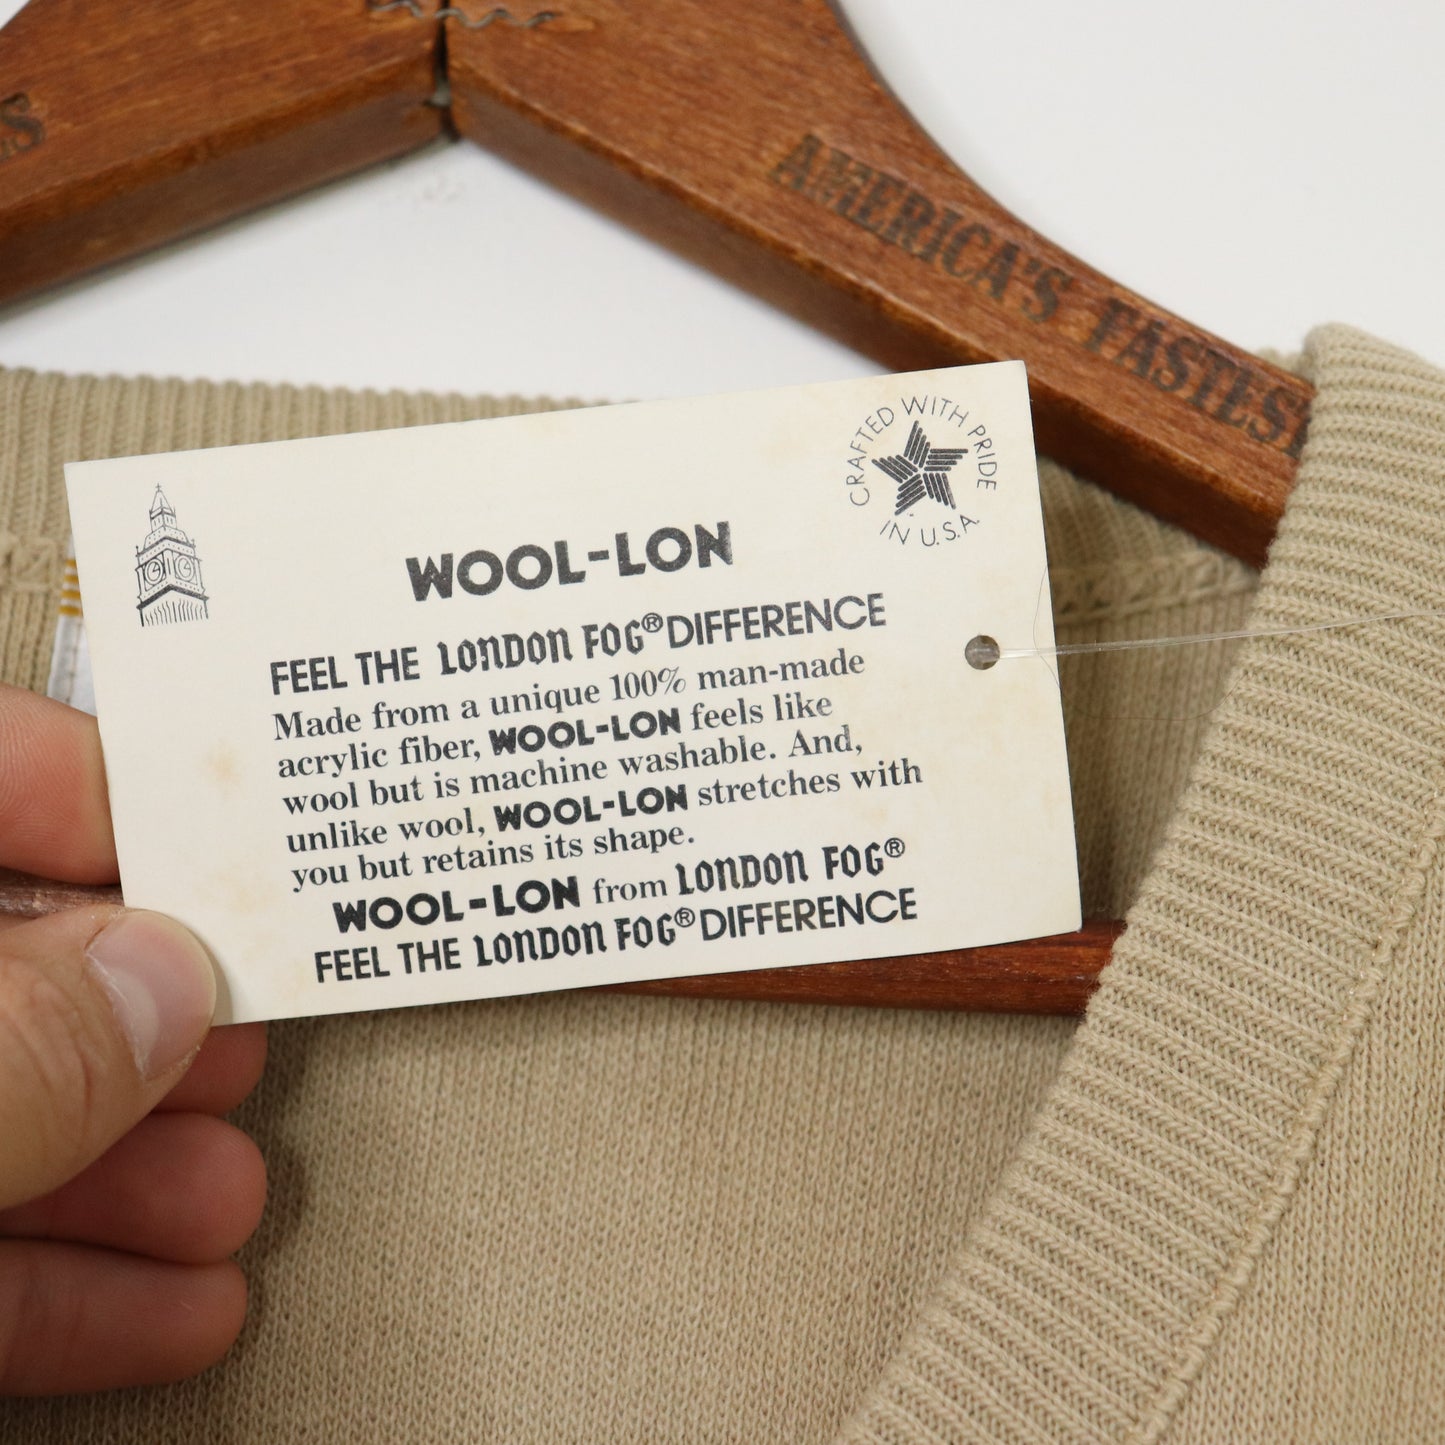 AMERICA'S FASTEST
CRAFTED WITH PRIDE
IN U.S.A.
WOOL-LON
FEEL THE LONDON FOG® DIFFERENCE
Made from a unique 100% man-made
acrylic fiber, WOOL-LON feels like
wool but is machine washable. And,
unlike wool, WOOL-LON stretches with
you but retains its shape.
WOOL-LON from LONDON FOG®
FEEL THE LONDON FOG® DIFFERENCE